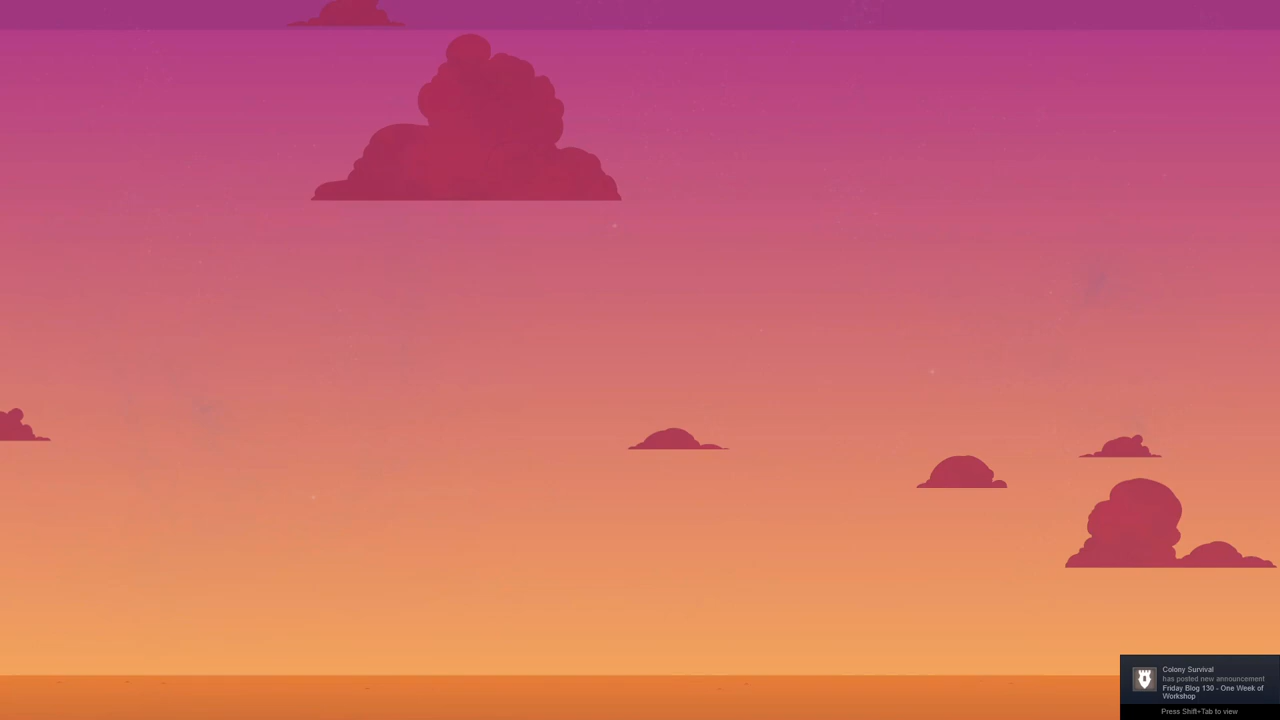 Colony Survival
has posted new announcement
Friday Blog 130 - One Week of
Workshop
Press Shift+Tab to view